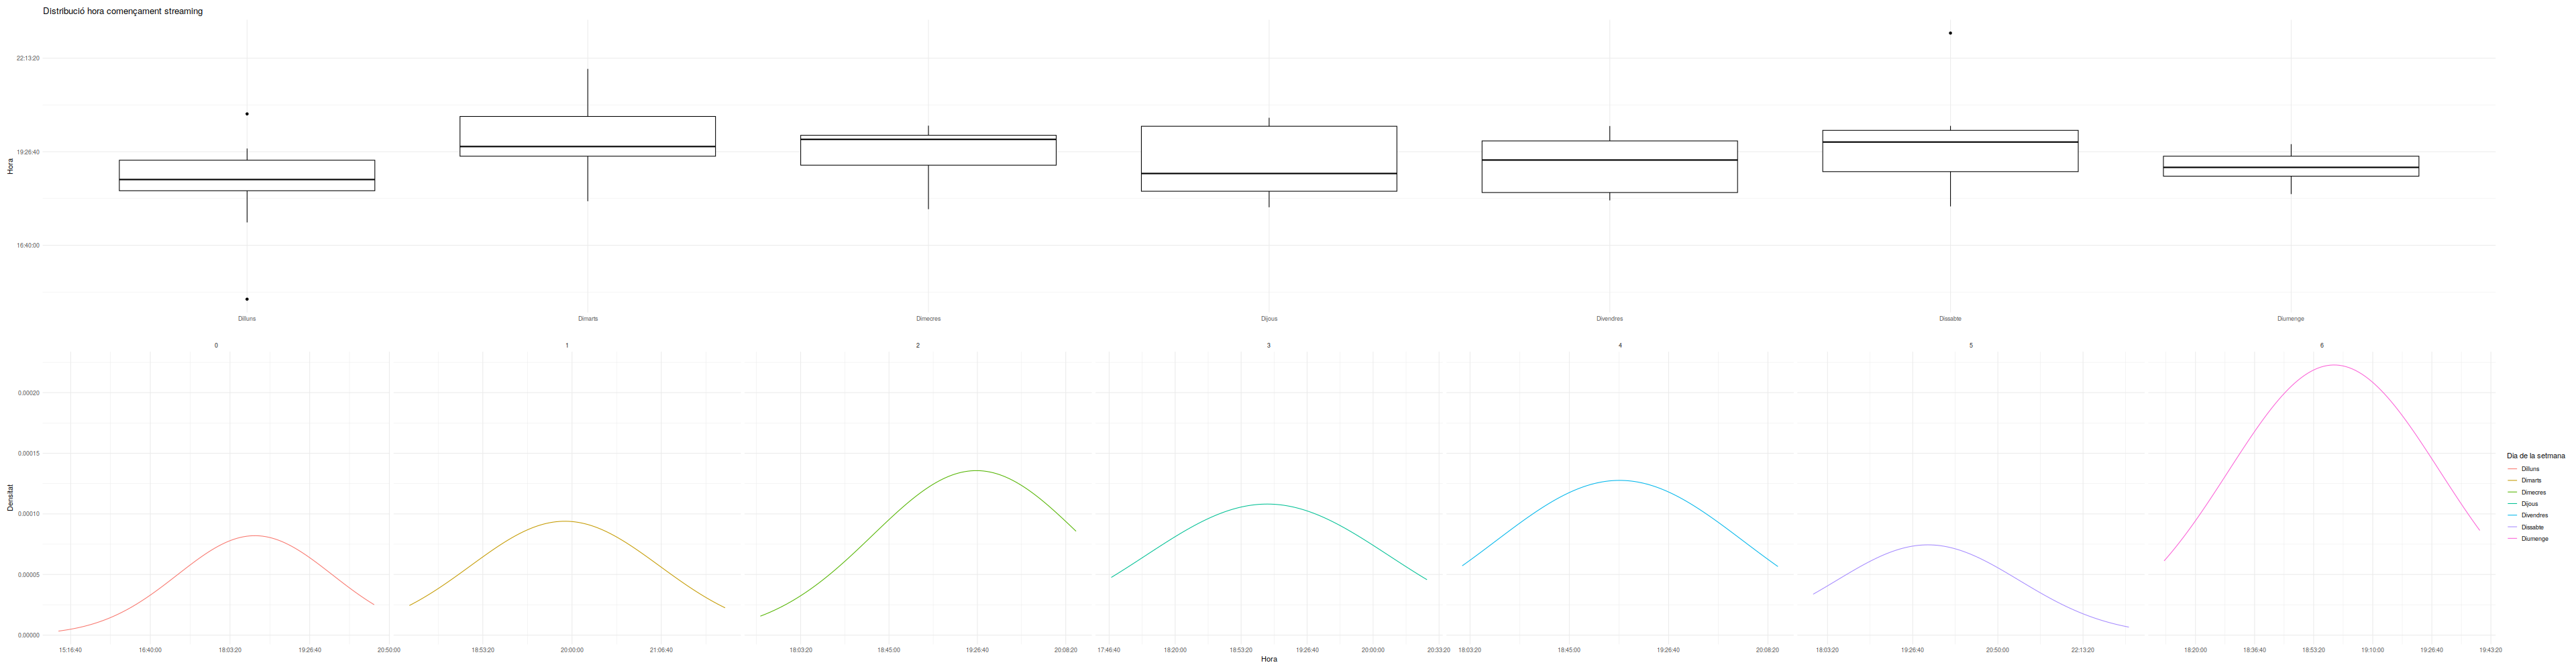 Distribució hora començament streaming
Hora
22:13:20
19:26:40
16:40:00
Dilluns
Dimarts
Dimecres
Dijous
Divendres
Dissabte
Diumenge
0
1
2
3
4
5
6
Densitat
0.00020
0.00015
0.00010
0.00005
0.00000
15:16:40
16:40:00
18:03:20
19:26:40
20:50:00
18:53:20
20:00:00
21:06:40
18:03:20
18:45:00
19:26:40
20:08:20
17:46:40
18:20:00
18:53:20
19:26:40
20:00:00
20:33:20
18:03:20
18:45:00
19:26:40
20:08:20
18:03:20
19:26:40
20:50:00
22:13:20
18:20:00
18:36:40
18:53:20
19:10:00
19:26:40
19:43:20
Hora
Dia de la setmana
Dilluns
Dimarts
Dimecres
Dijous
Divendres
Dissabte
Diumenge